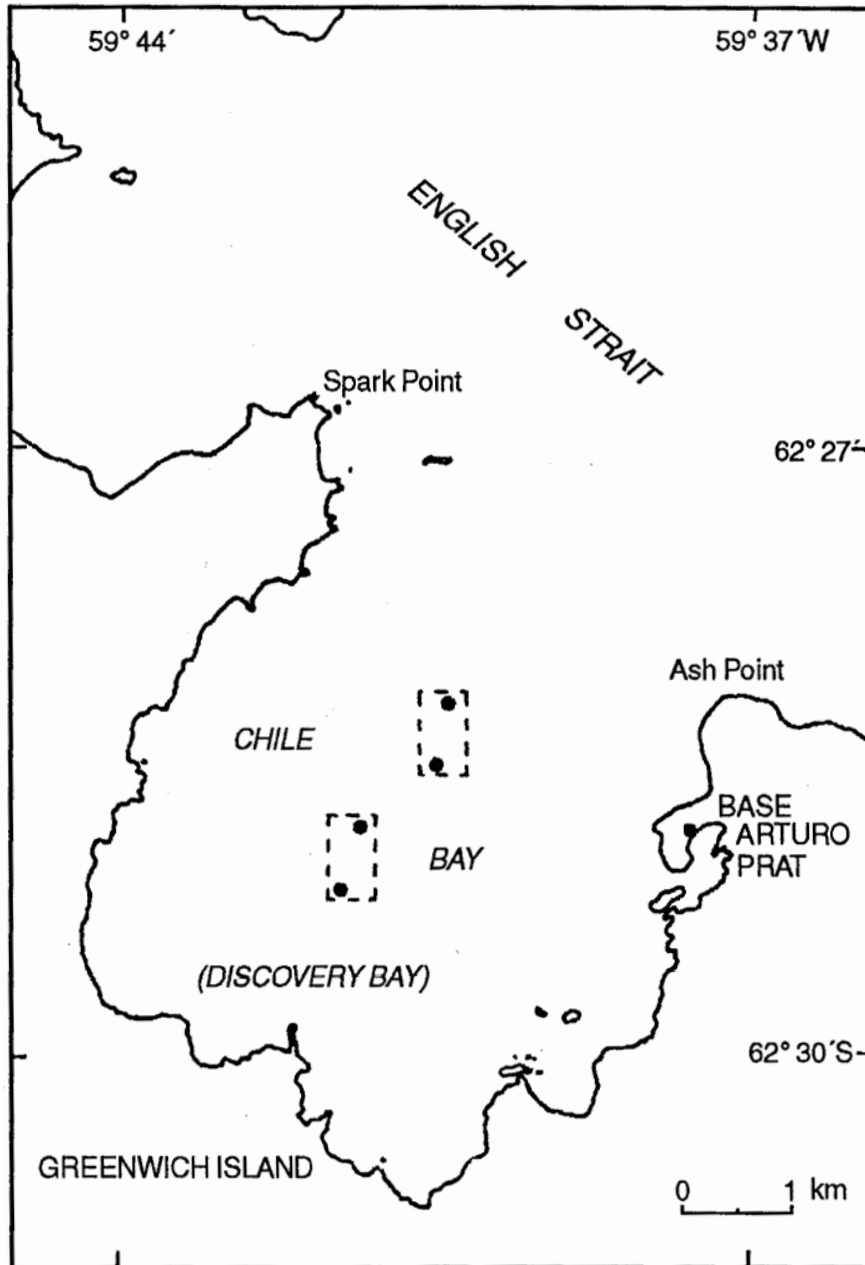 59° 44´
59° 37´W
ENGLISH
STRAIT
Spark Point
62° 27´
Ash Point
CHILE
BASE
ARTURO
PRAT
BAY
(DISCOVERY BAY)
62° 30´S
GREENWICH ISLAND
0 1 km